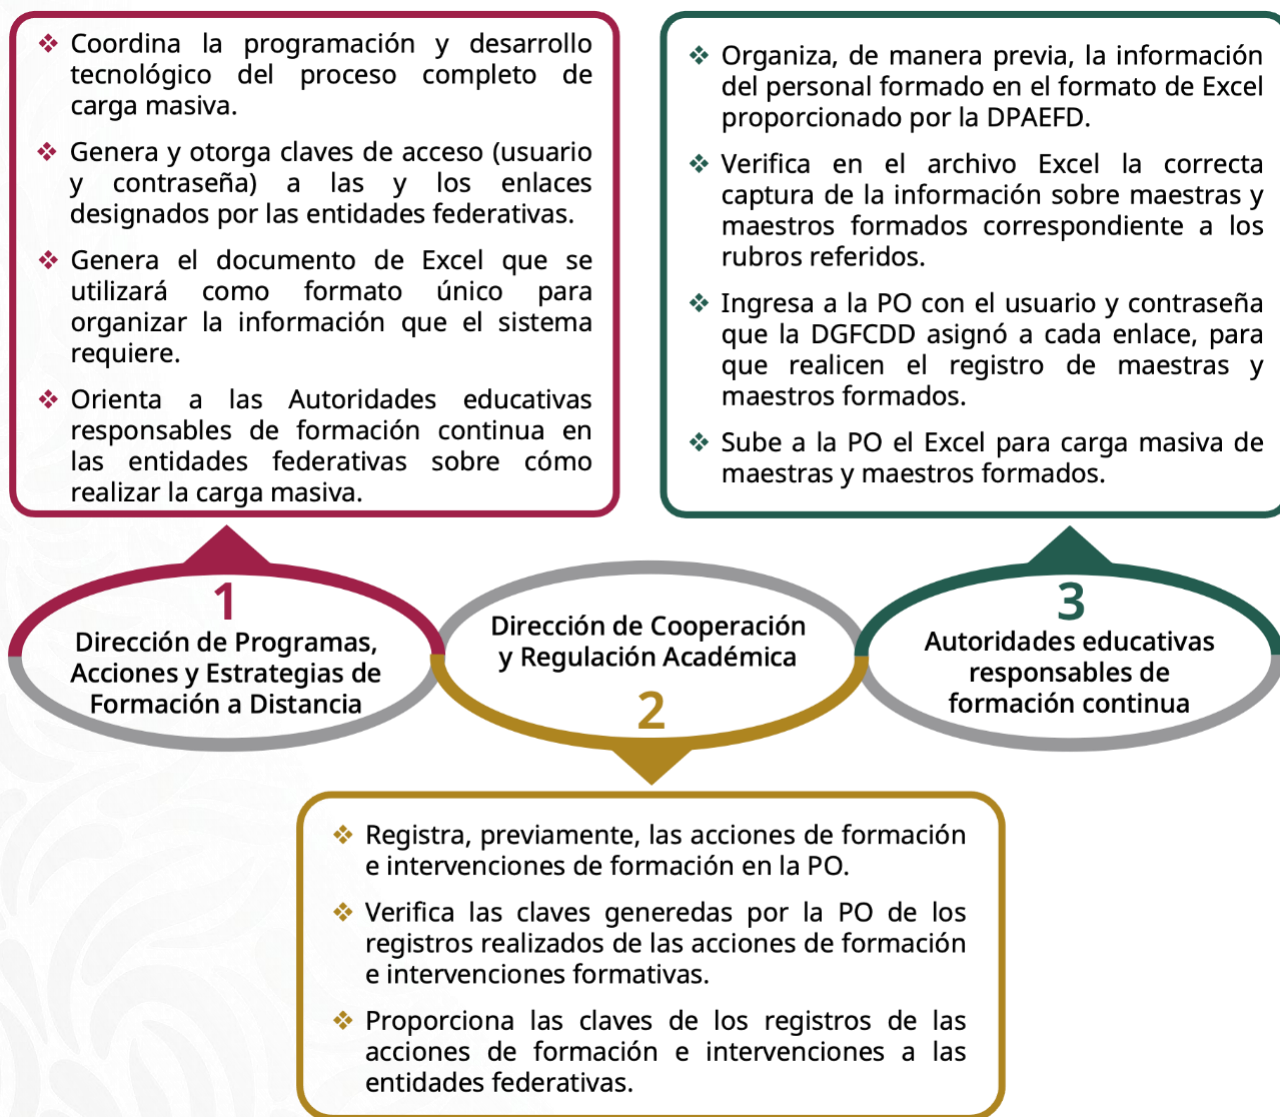 Coordina la programación y desarrollo
tecnológico del proceso completo de
carga masiva.
Genera y otorga claves de acceso (usuario
y contraseña) a las y los enlaces
designados por las entidades federativas.
Genera el documento de Excel que se
utilizará como formato único para
organizar la información que el sistema
requiere.
Orienta a las Autoridades educativas
responsables de formación continua en
las entidades federativas sobre cómo
realizar la carga masiva.
Organiza, de manera previa, la información
del personal formado en el formato de Excel
proporcionado por la DPAEFD.
Verifica en el archivo Excel la correcta
captura de la información sobre maestras y
maestros formados correspondiente a los
rubros referidos.
Ingresa a la PO con el usuario y contraseña
que la DGFCDD asignó a cada enlace, para
que realicen el registro de maestras y
maestros formados.
Sube a la PO el Excel para carga masiva de
maestras y maestros formados.
1
Dirección de Programas,
Acciones y Estrategias de
Formación a Distancia
Dirección de Cooperación
y Regulación Académica
2
3
Autoridades educativas
responsables de
formación continua
Registra, previamente, las acciones de formación
e intervenciones de formación en la PO.
Verifica las claves generedas por la PO de los
registros realizados de las acciones de formación
e intervenciones formativas.
Proporciona las claves de los registros de las
acciones de formación e intervenciones a las
entidades federativas.